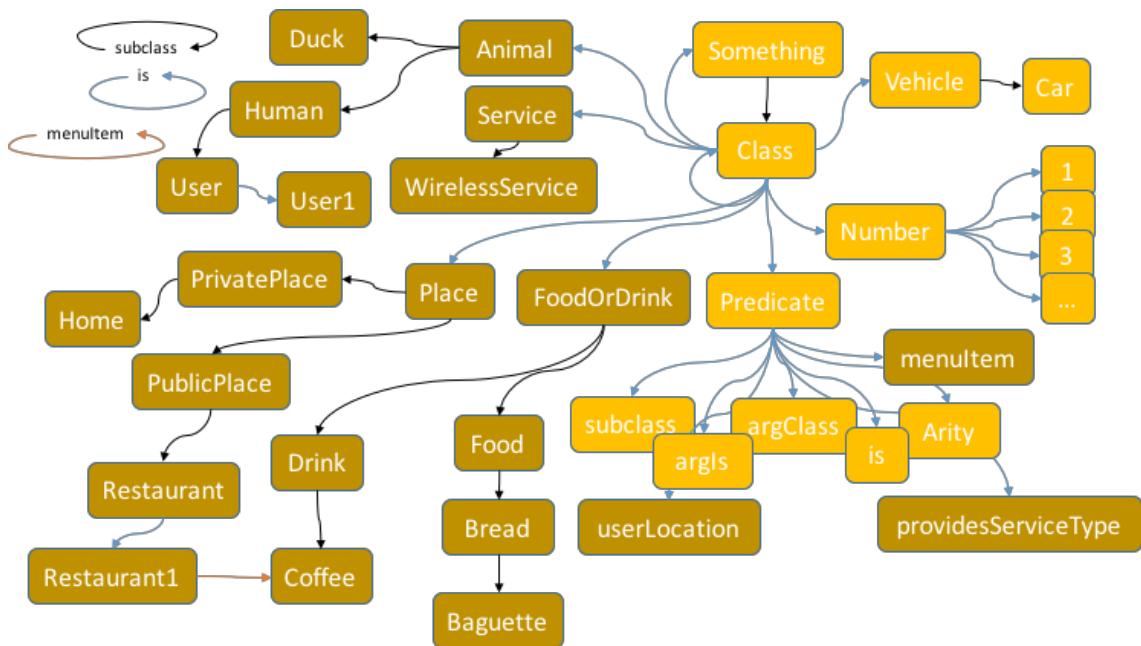 subclass
is
menuItem
Duck
Animal
Something
Vehicle
Car
Human
Service
Class
User
User1
WirelessService
Number
1
2
3
...
PrivatePlace
Place
FoodOrDrink
Predicate
Home
PublicPlace
menuItem
subclass
argIs
argClass
is
Arity
Restaurant
Drink
Food
userLocation
providesServiceType
Bread
Restaurant1
Coffee
Baguette